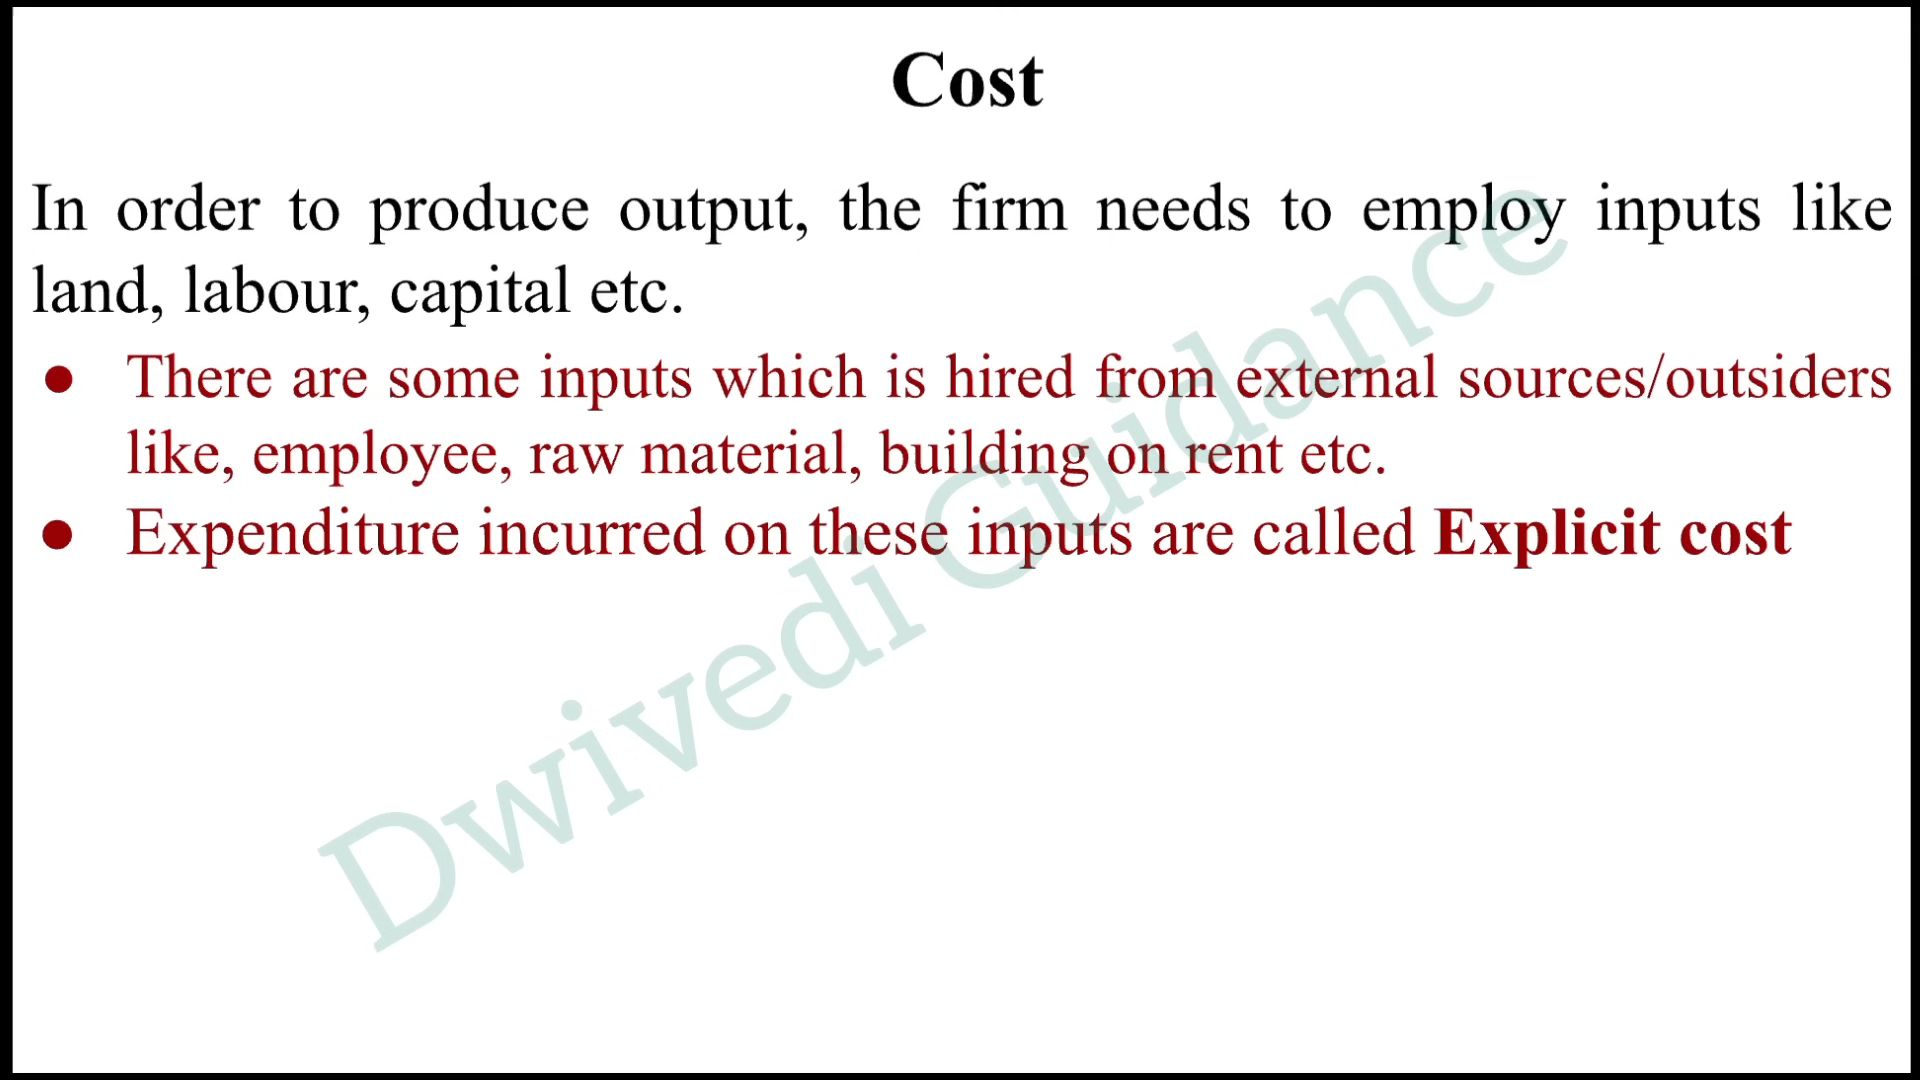 Cost
In order to produce output, the firm needs to employ inputs like
land, labour, capital etc.
● There are some inputs which is hired from external sources/outsiders
like, employee, raw material, building on rent etc.
● Expenditure incurred on these inputs are called Explicit cost
Dwivedi Guidance